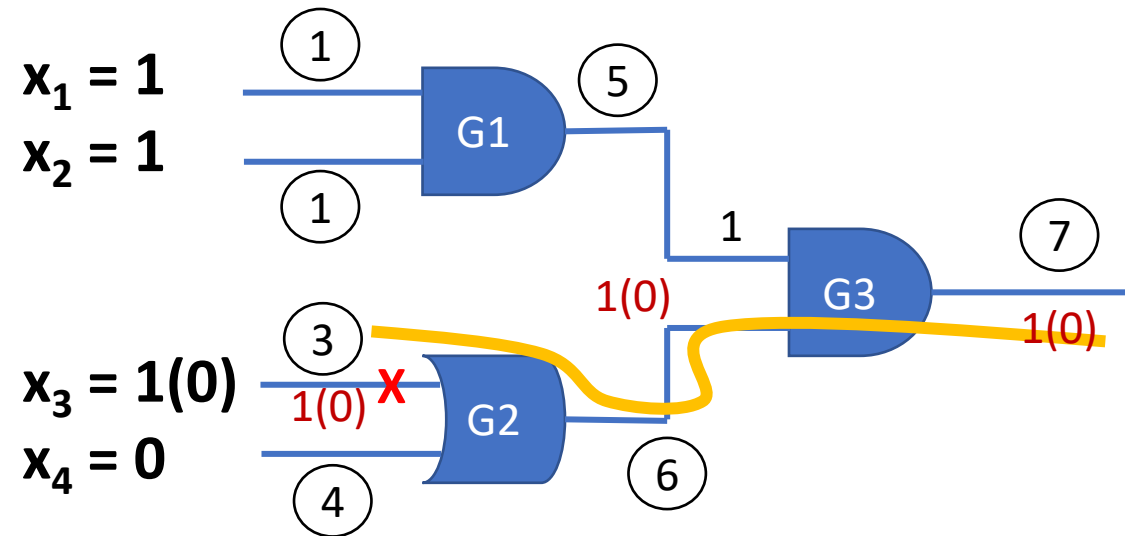 x₁ = 1
1
5
G1
x₂ = 1
1
1
7
1(0)
G3
1(0)
3
x₃ = 1(0)
1(0) X
G2
x₄ = 0
4
6